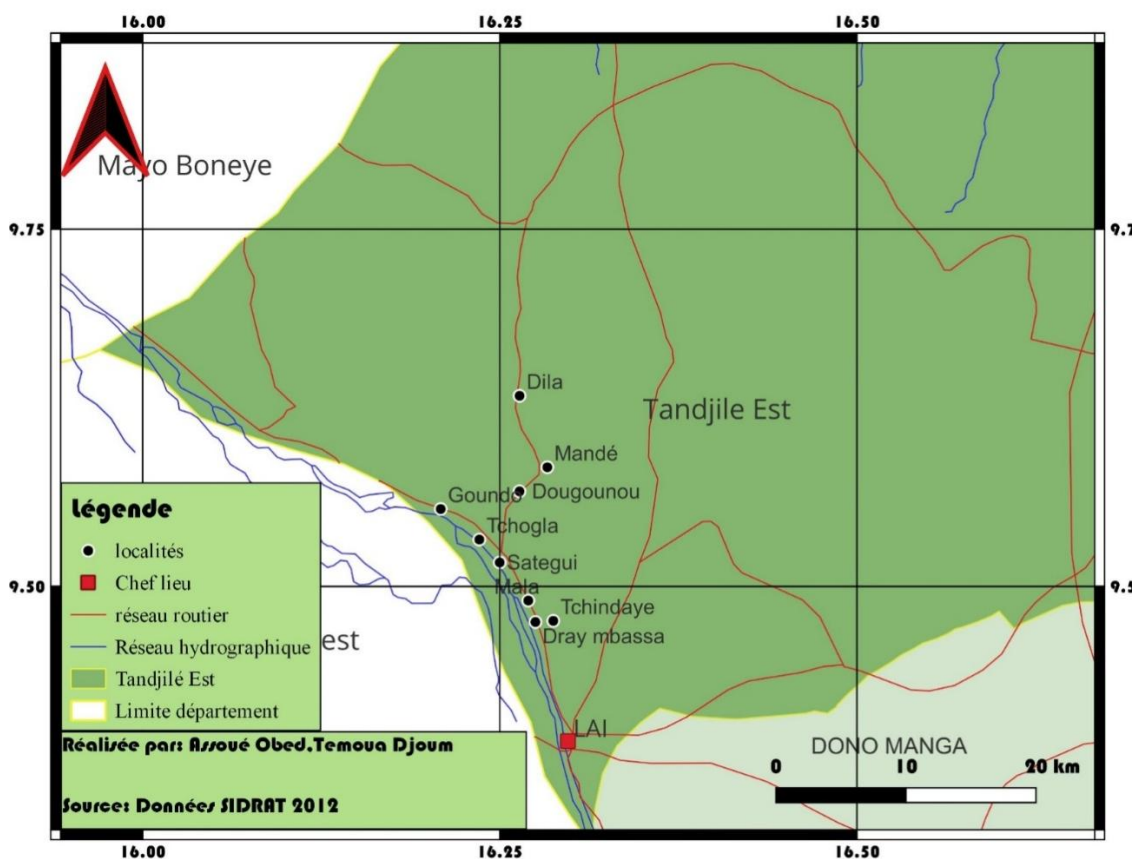 16.00 16.25 16.50
Mayo Boneye
9.75 9.7
Dila
Tandjile Est
Mandé
Goundo Dougounou
Tchogla
Sategui
9.50 9.5
Mala
Tchindaye
Dray mbassa
est
LAI
DONO MANGA
0 10 20 km
Légende
localités
Chef lieu
réseau routier
Réseau hydrographique
Tandjilé Est
Limite département
Réalisée par: Assoué Obed,Temoua Djoum
Source: Données SIDRAT 2012
16.00 16.25 16.50